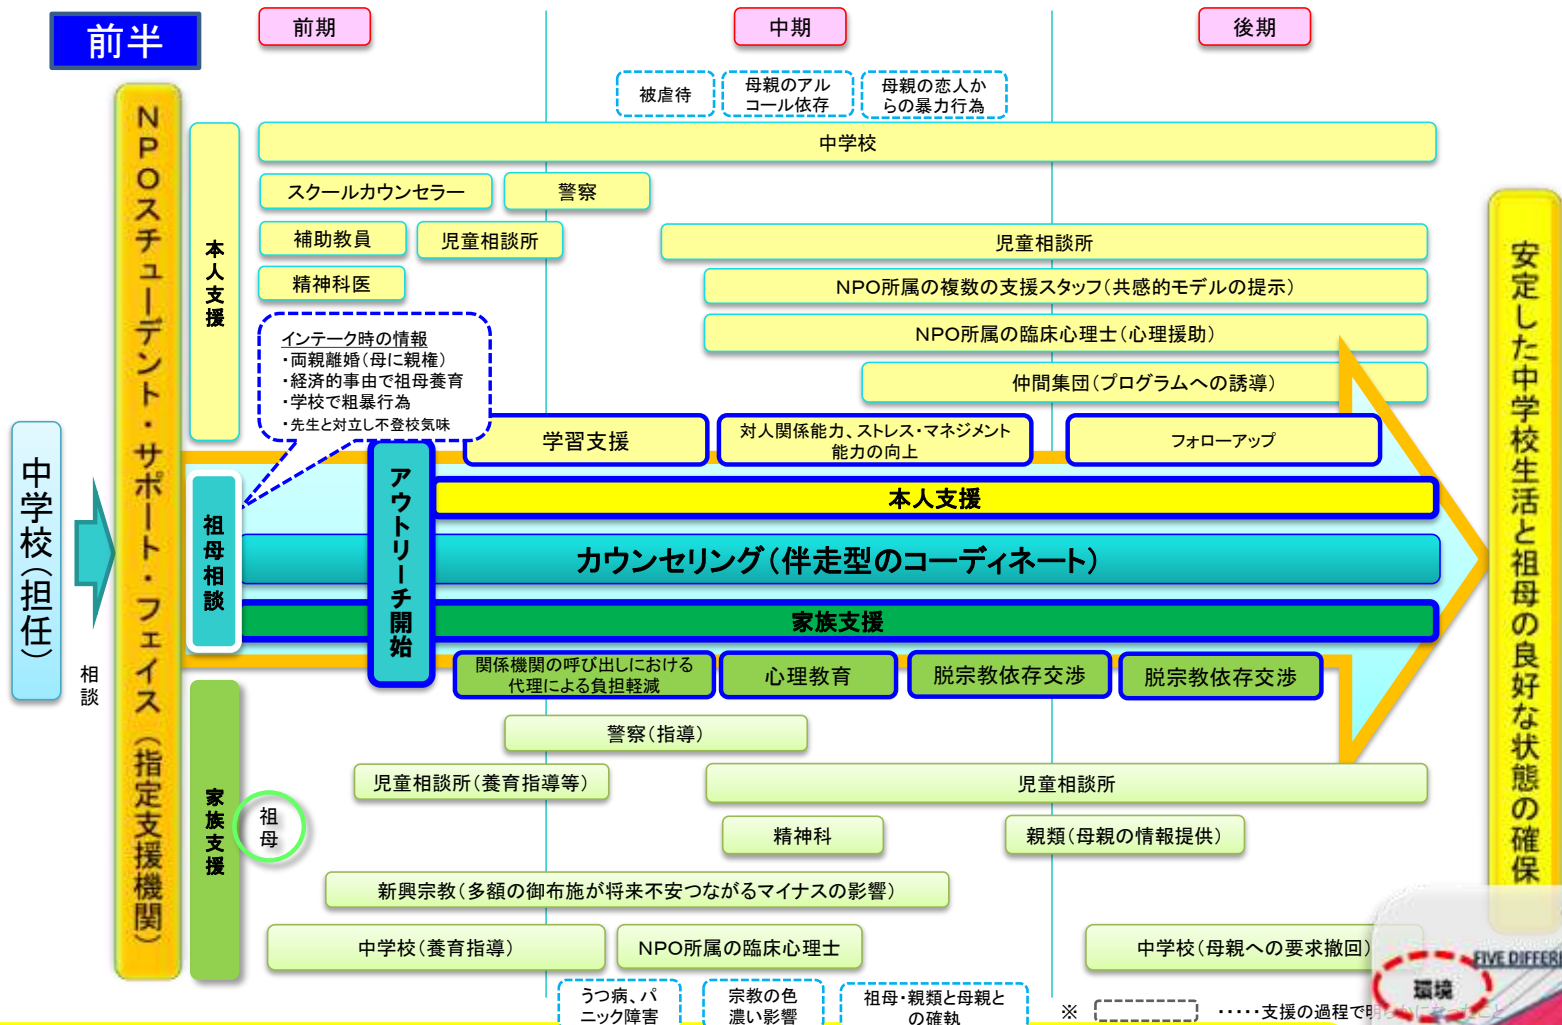 前半
前期
中期
後期
被虐待
母親のアル
コール依存
母親の恋人か
らの暴力行為
NPOスチューデント・サポート・フェイス（指定支援機関）
本人支援
中学校
スクールカウンセラー
警察
補助教員
児童相談所
児童相談所
精神科医
NPO所属の複数の支援スタッフ（共感的モデルの提示）
NPO所属の臨床心理士（心理援助）
仲間集団（プログラムへの誘導）
インテーク時の情報
・両親離婚（母に親権）
・経済的事由で祖母養育
・学校で粗暴行為
・先生と対立し不登校気味
学習支援
対人関係能力、ストレス・マネジメント
能力の向上
フォローアップ
中学校（担任）
相談
祖母相談
アウトリーチ開始
本人支援
カウンセリング（伴走型のコーディネート）
家族支援
関係機関の呼び出しにおける
代理による負担軽減
心理教育
脱宗教依存交渉
脱宗教依存交渉
安定した中学校生活と祖母の良好な状態の確保
家族支援
祖母
警察（指導）
児童相談所（養育指導等）
児童相談所
精神科
親類（母親の情報提供）
新興宗教（多額の御布施が将来不安つながるマイナスの影響）
中学校（養育指導）
NPO所属の臨床心理士
中学校（母親への要求撤回）
うつ病、パ
ニック障害
宗教の色
濃い影響
祖母・親類と母親と
の確執
※
・・・・・支援の過程で明らかになったこと
FIVE DIFFERE
環境